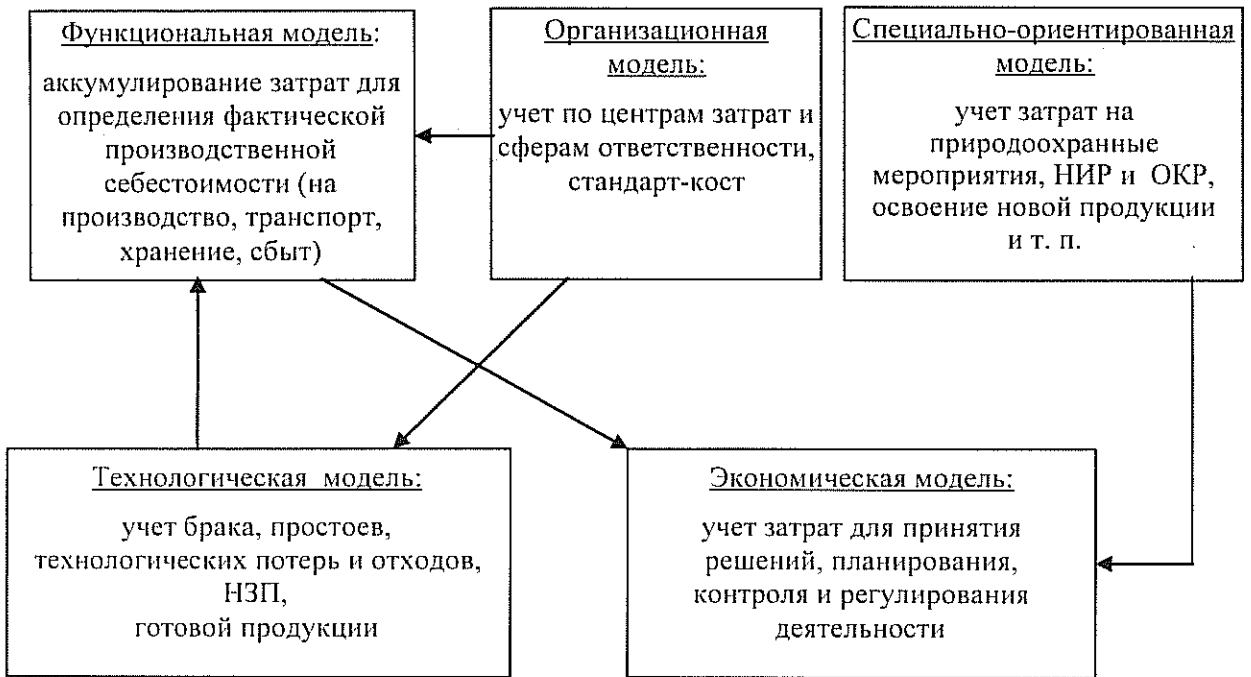 Функциональная модель:
аккумулирование затрат для
определения фактической
производственной
себестоимости (на
производство, транспорт,
хранение, сбыт)
Организационная
модель:
учет по центрам затрат и
сферам ответственности,
стандарт-кост
Специально-ориентированная
модель:
учет затрат на
природоохранные
мероприятия, НИР и ОКР,
освоение новой продукции
и т. п.
Технологическая модель:
учет брака, простоев,
технологических потерь и отходов,
НЗП,
готовой продукции
Экономическая модель:
учет затрат для принятия
решений, планирования,
контроля и регулирования
деятельности